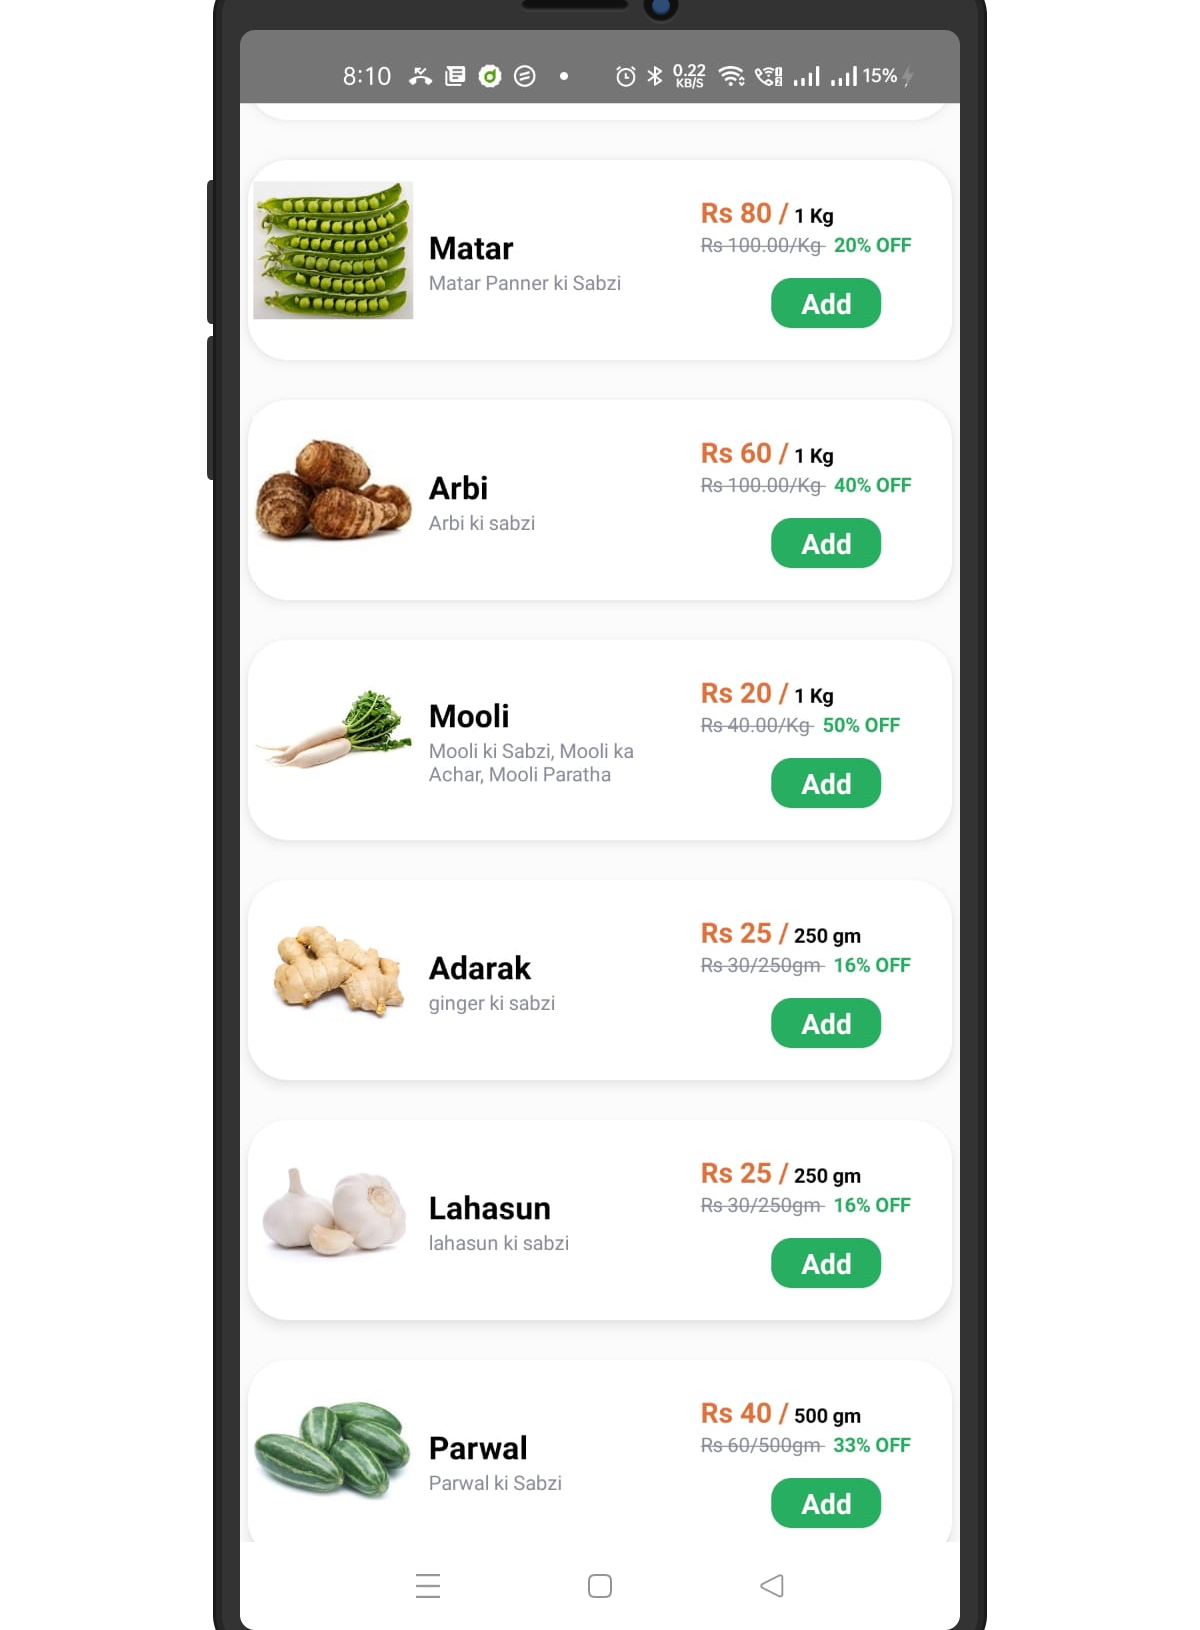 8:10 0.22 KB/S 15%
Rs 80 / 1 Kg
Rs 100.00/Kg 20% OFF
Matar
Matar Panner ki Sabzi
Add
Rs 60 / 1 Kg
Rs 100.00/Kg 40% OFF
Arbi
Arbi ki sabzi
Add
Rs 20 / 1 Kg
Rs 40.00/Kg 50% OFF
Mooli
Mooli ki Sabzi, Mooli ka
Achar, Mooli Paratha
Add
Rs 25 / 250 gm
Rs 30/250gm 16% OFF
Adarak
ginger ki sabzi
Add
Rs 25 / 250 gm
Rs 30/250gm 16% OFF
Lahasun
lahasun ki sabzi
Add
Rs 40 / 500 gm
Rs 60/500gm 33% OFF
Parwal
Parwal ki Sabzi
Add